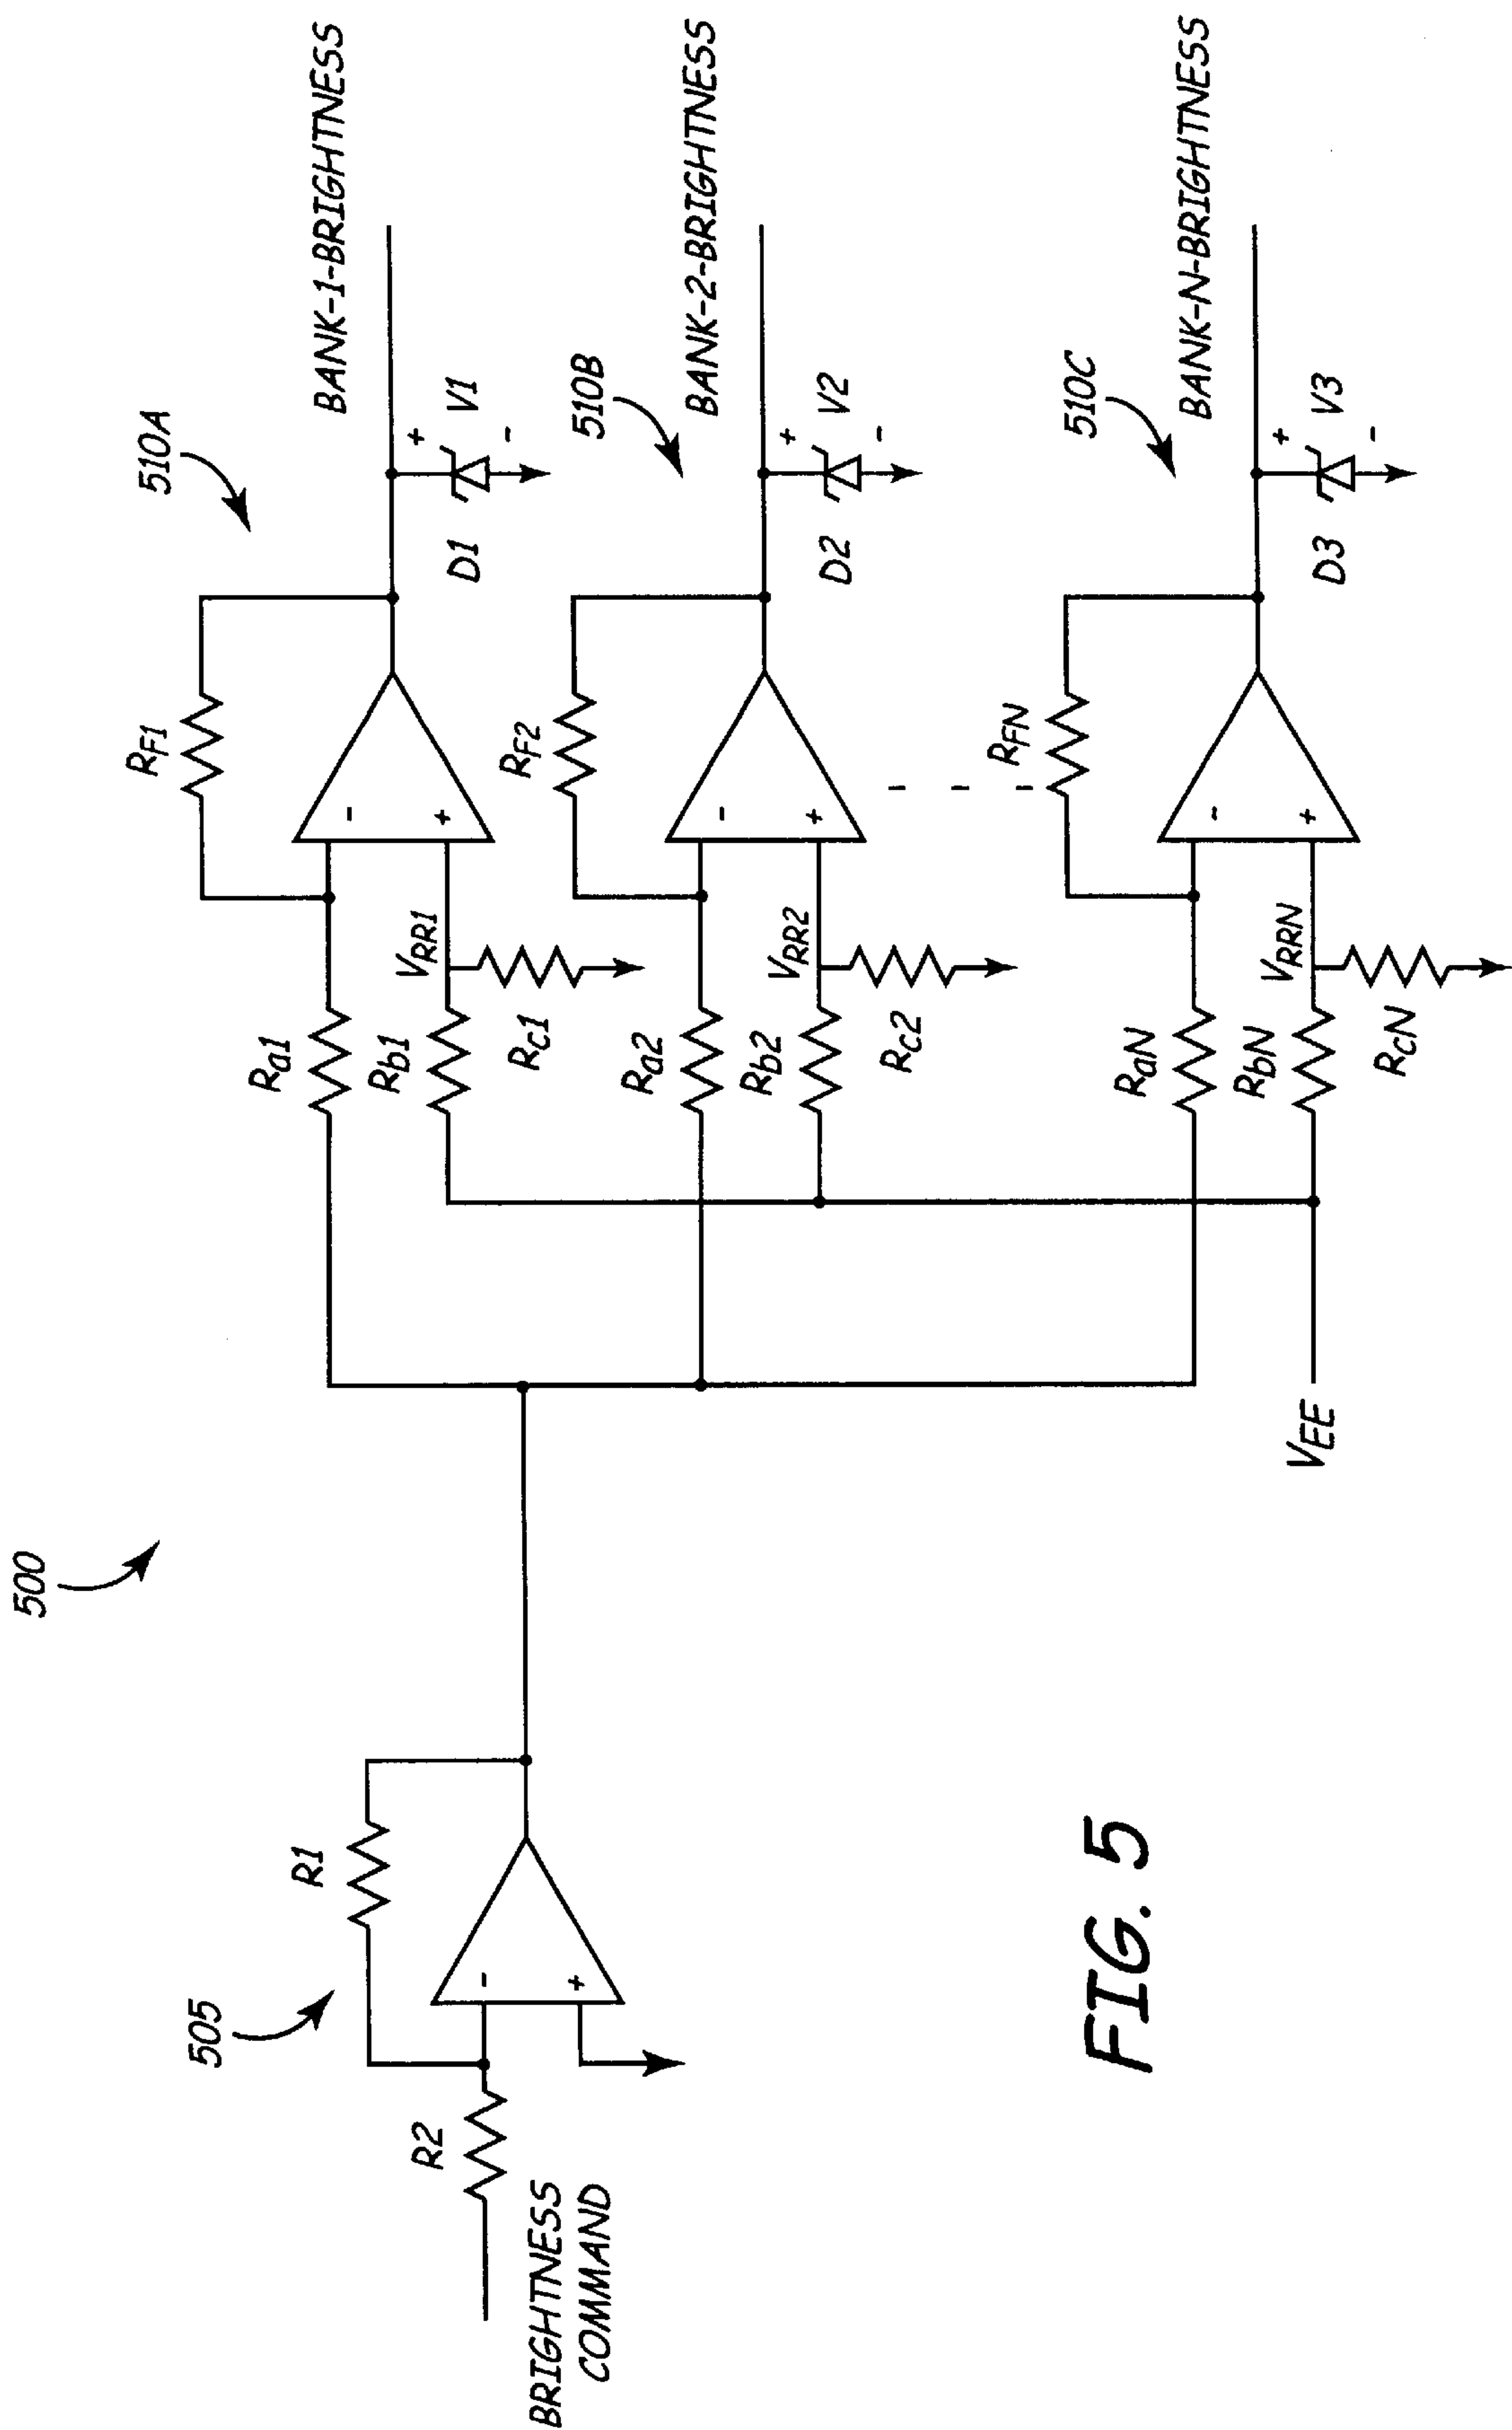 500
505
R1
R2
-
+
BRIGHTNESS
COMMAND
510A
RF1
Ra1
Rb1
VRR1
Rc1
-
+
D1
+
V1
-
BANK-1-BRIGHTNESS
510B
RF2
Ra2
Rb2
VRR2
Rc2
-
+
D2
+
V2
-
BANK-2-BRIGHTNESS
510C
RFN
RaN
RbN
VRRN
RcN
-
+
D3
+
V3
-
BANK-N-BRIGHTNESS
VEE
FIG. 5